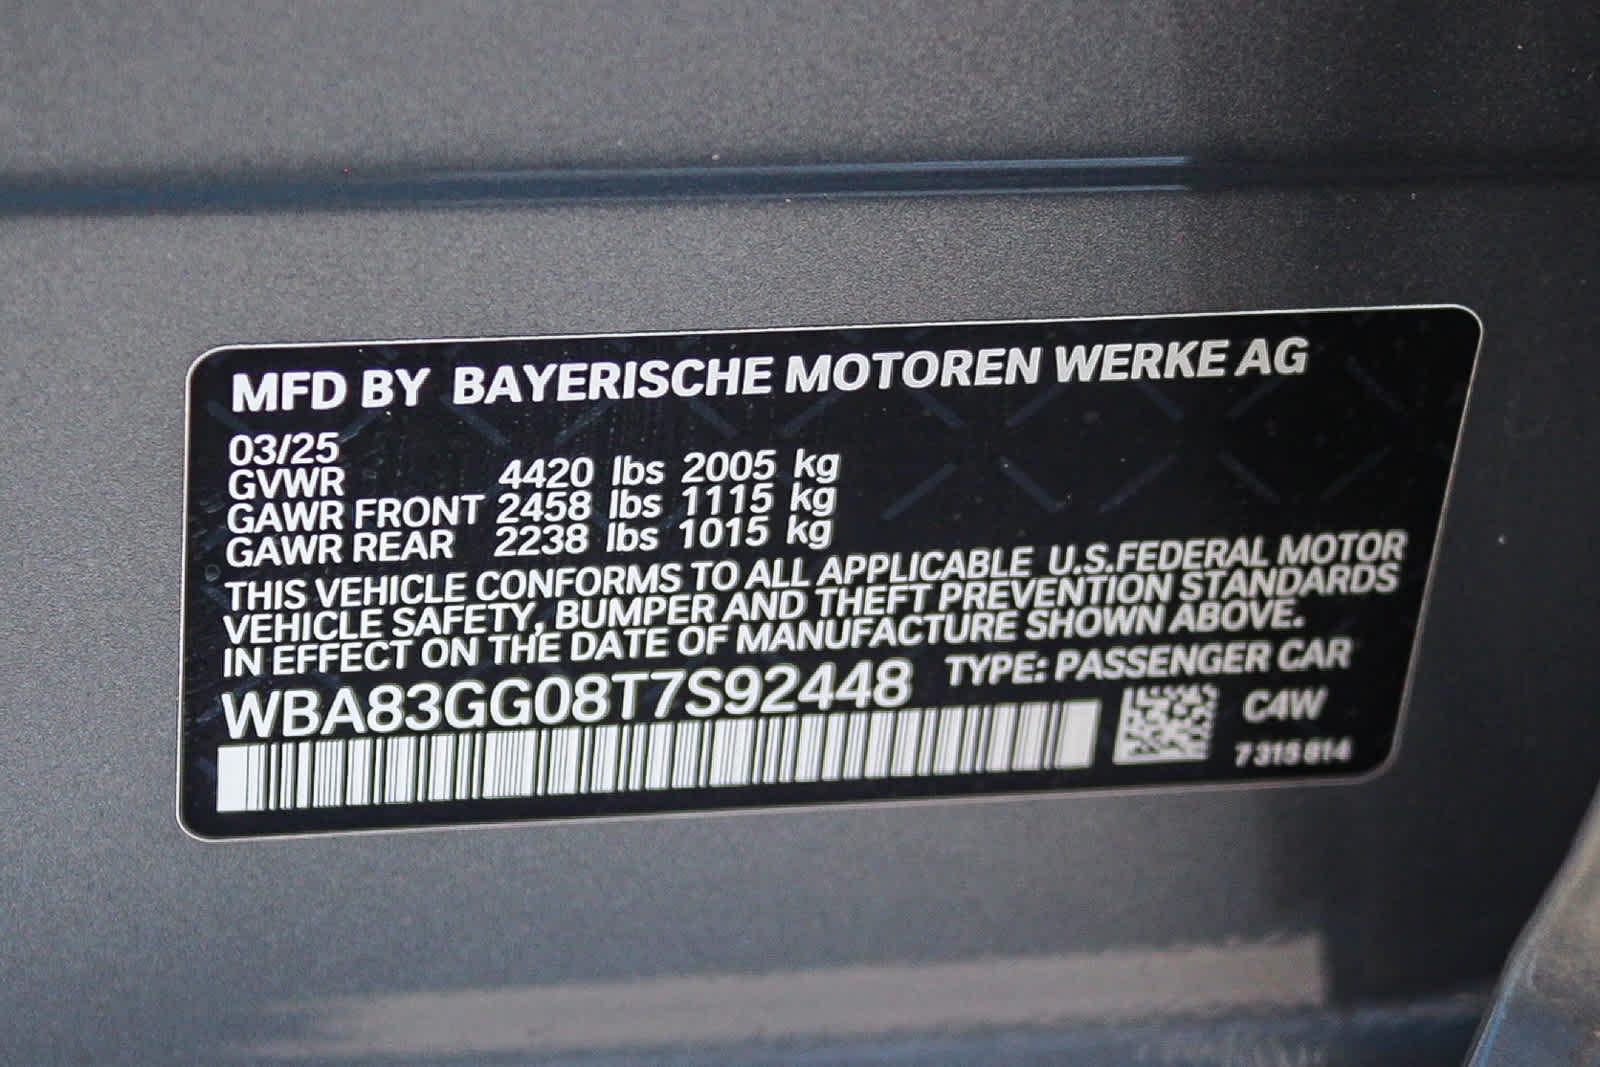 MFD BY BAYERISCHE MOTOREN WERKE AG
03/25
GVWR 4420 lbs 2005 kg
GAWR FRONT 2458 lbs 1115 kg
GAWR REAR 2238 lbs 1015 kg
THIS VEHICLE CONFORMS TO ALL APPLICABLE U.S.FEDERAL MOTOR
VEHICLE SAFETY, BUMPER AND THEFT PREVENTION STANDARDS
IN EFFECT ON THE DATE OF MANUFACTURE SHOWN ABOVE.
WBA83GG08T7S92448 TYPE: PASSENGER CAR
C4W
7 315 614